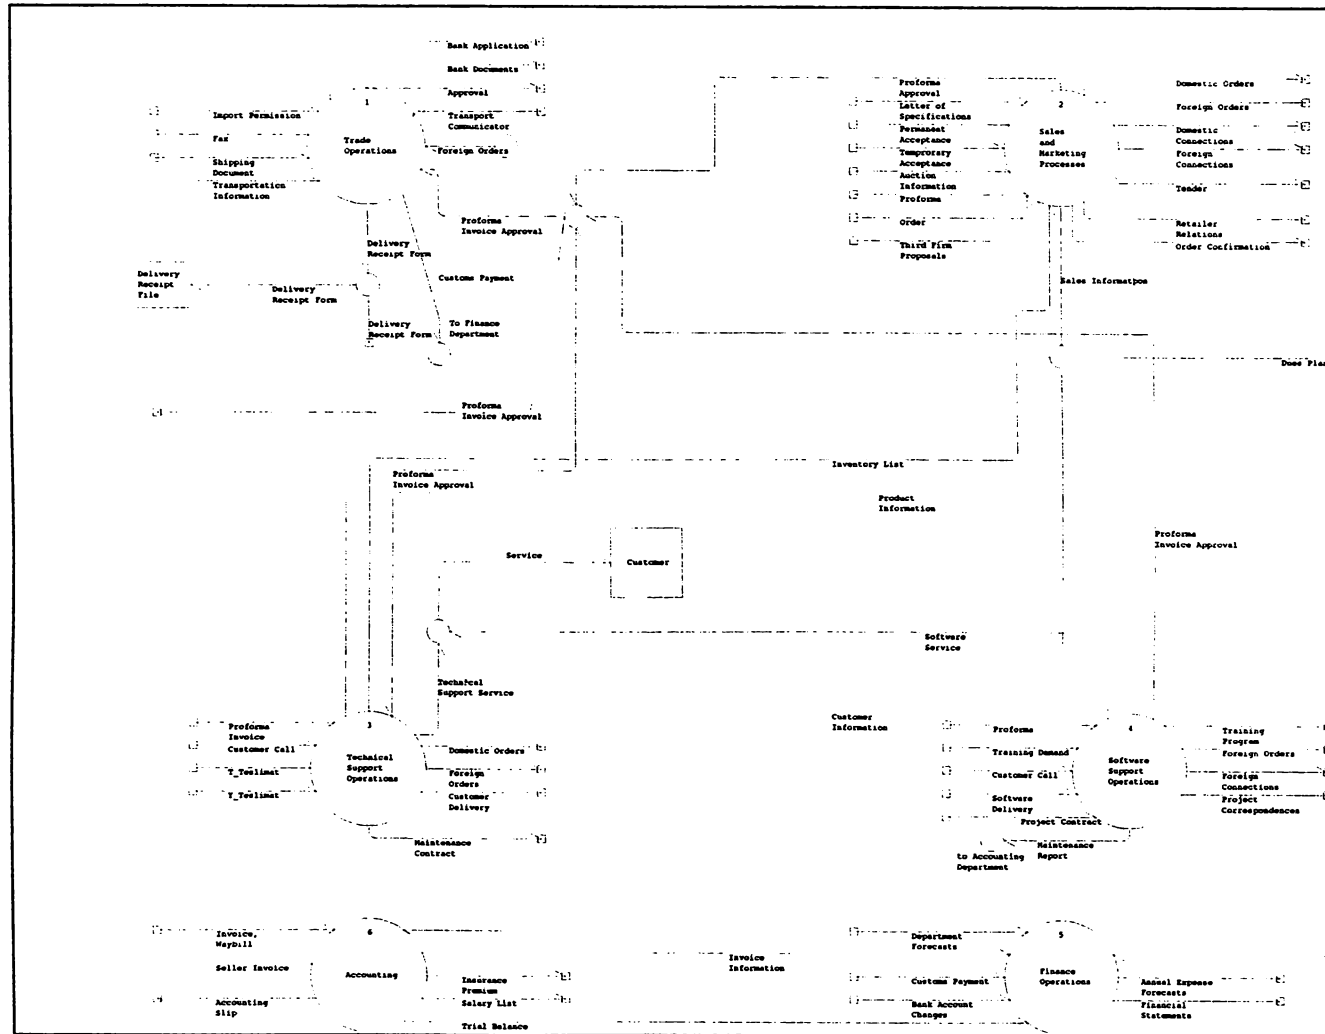 Bank Application
Bank Documents
Approval
Transport
Communicator
Foreign Orders
1
Trade
Operations
Import Permission
Fax
Shipping
Document
Transportation
Information
Proforma
Invoice Approval
Delivery
Receipt Form
Customs Payment
Delivery
Receipt
File
Delivery
Receipt Form
Delivery
Receipt Form
To Finance
Department
Proforma
Invoice Approval
Proforma
Approval
Letter of
Specifications
Permanent
Acceptance
Temporary
Acceptance
Auction
Information
Proforma
Order
Third Firm
Proposals
2
Sales
and
Marketing
Processes
Domestic Orders
Foreign Orders
Domestic
Connections
Foreign
Connections
Tender
Retailer
Relations
Order Confirmation
Sales Information
Does Plan
Inventory List
Proforma
Invoice Approval
Product
Information
Proforma
Invoice Approval
Service
Customer
Software
Service
Technical
Support Service
Customer
Information
3
Technical
Support
Operations
Proforma
Invoice
Customer Call
T_Teslimat
Y_Teslimat
Domestic Orders
Foreign
Orders
Customer
Delivery
Maintenance
Contract
4
Software
Support
Operations
Proforma
Training Demand
Customer Call
Software
Delivery
Project Contract
Maintenance
Report
to Accounting
Department
Training
Program
Foreign Orders
Foreign
Connections
Project
Correspondences
6
Accounting
Invoice,
Waybill
Seller Invoice
Accounting
Slip
Insurance
Premium
Salary List
Trial Balance
Invoice
Information
5
Finance
Operations
Department
Forecasts
Customs Payment
Bank Account
Changes
Annual Expense
Forecasts
Financial
Statements